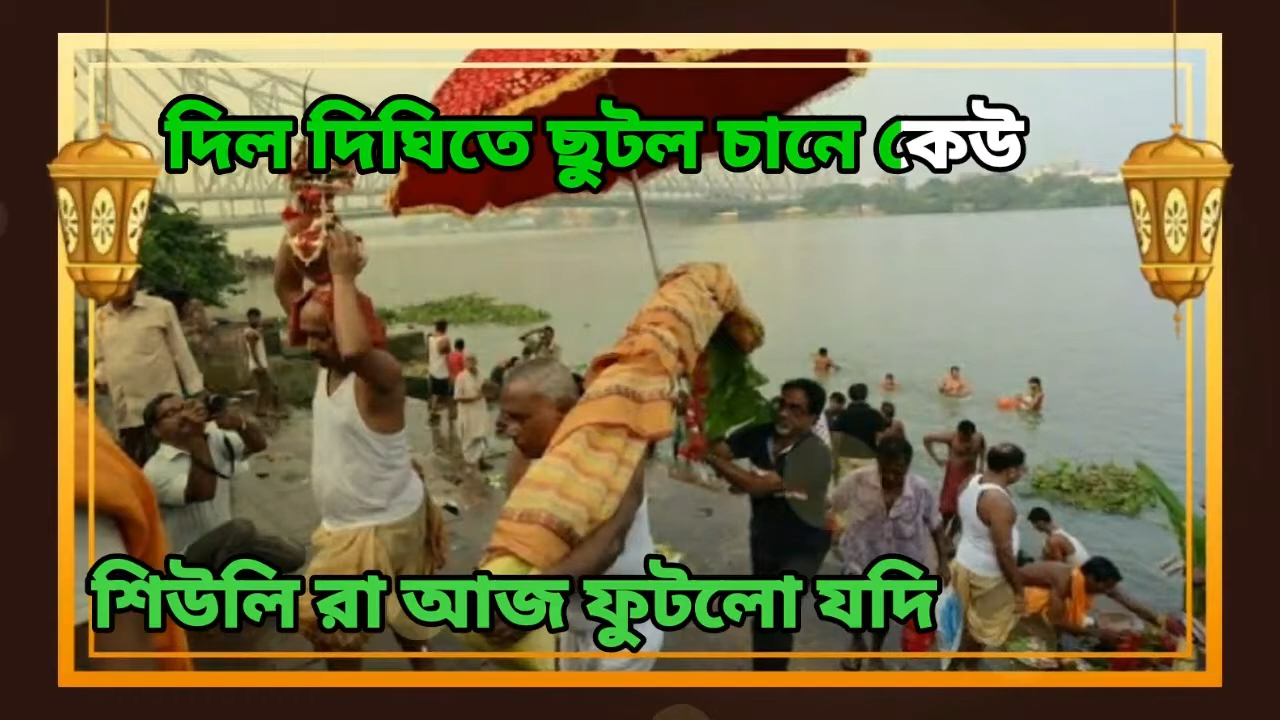 দিল দিঘিতে ছুটল চানে কেউ
শিউলি রা আজ ফুটলো যদি